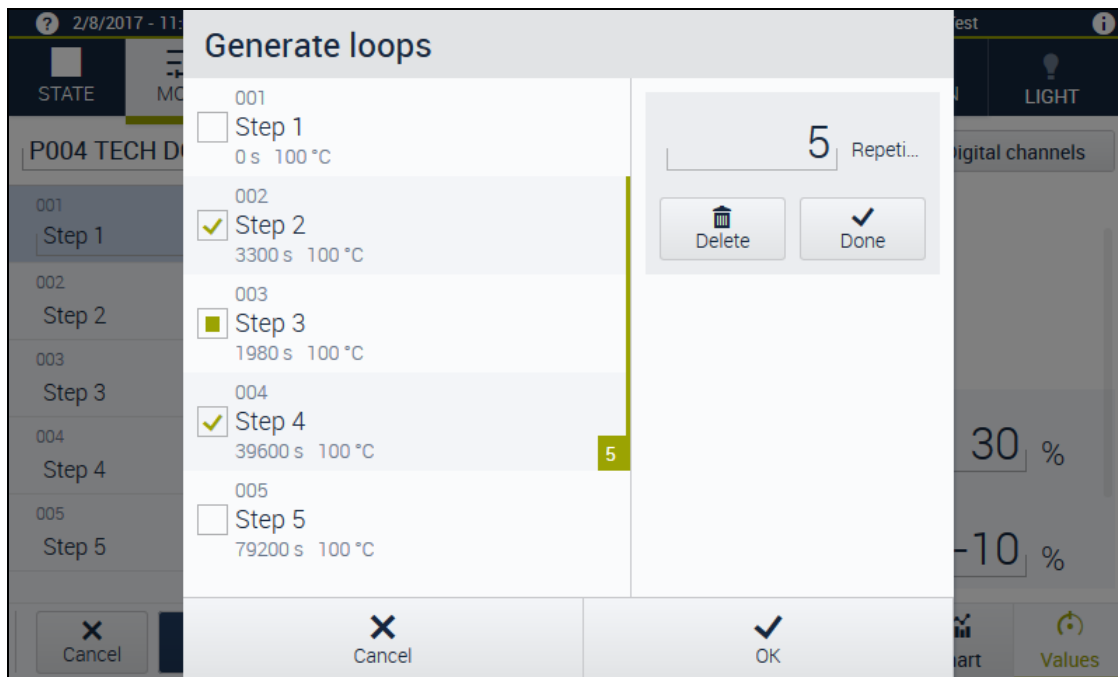 ? 2/8/2017 - 11:
est
i
STATE
LIGHT
P004 TECH
igital channels
001
Step 1
002
Step 2
003
Step 3
004
Step 4
005
Step 5
Generate loops
001
Step 1
0 s 100 °C
002
Step 2
3300 s 100 °C
003
Step 3
1980 s 100 °C
004
Step 4
39600 s 100 °C
5
005
Step 5
79200 s 100 °C
5 Repeti...
Delete
Done
Cancel
OK
30 %
-10 %
Cancel
art
Values